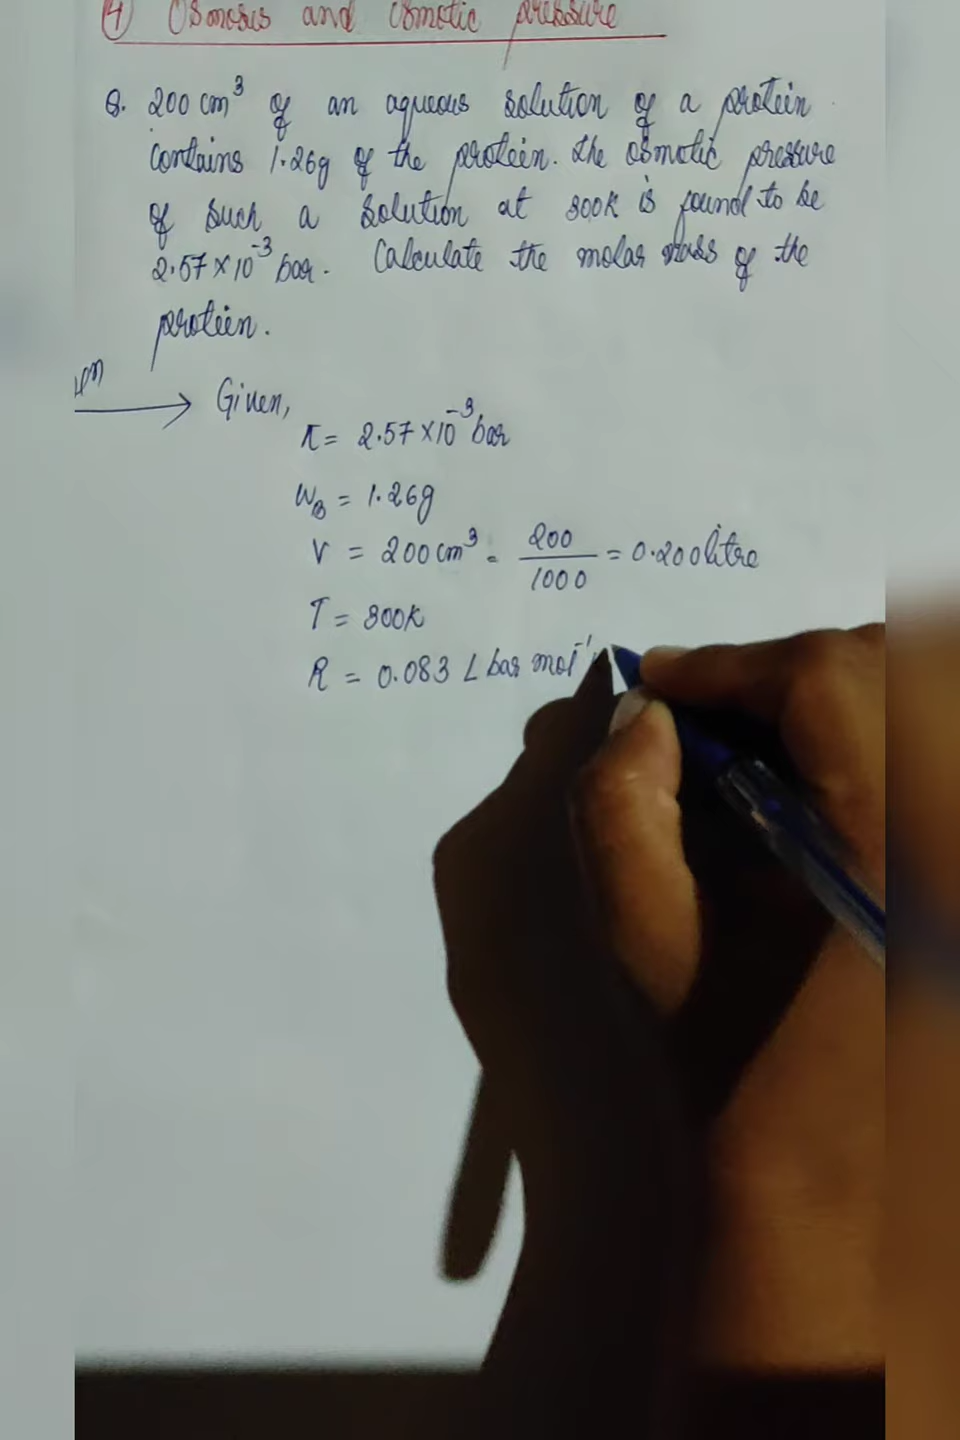 4 Osmosis and Osmotic pressure
Q. 200 cm³ of an aqueous solution of a protein
contains 1.26g of the protein. The osmotic pressure
of such a solution at 300K is found to be
2.57×10⁻³ bar. Calculate the molar mass of the
protein.
Given,
π = 2.57×10⁻³ bar
W_B = 1.26g
V = 200 cm³ = 200/1000 = 0.200 litre
T = 300K
R = 0.083 L bar mol⁻¹